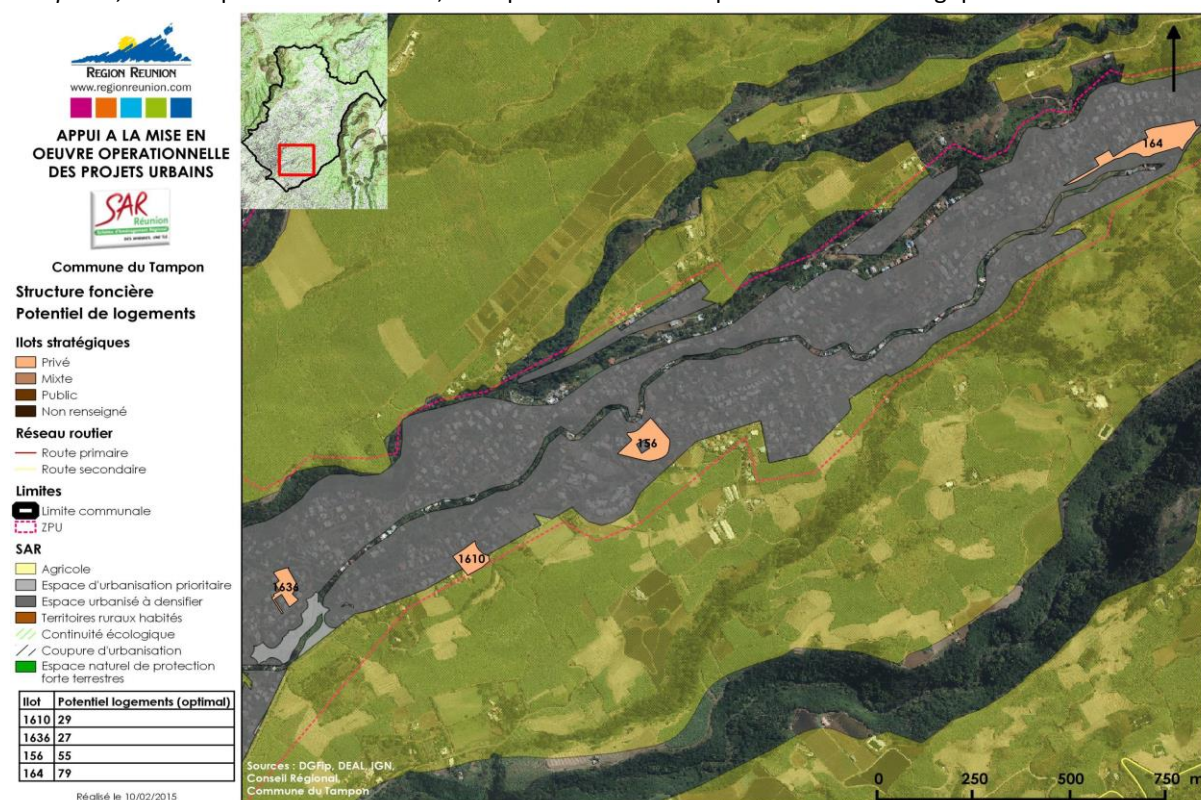 REGION REUNION
www.regionreunion.com
APPUI A LA MISE EN
OEUVRE OPERATIONNELLE
DES PROJETS URBAINS
SAR
Réunion
Schéma d'Aménagement Régional
Commune du Tampon
Structure foncière
Potentiel de logements
Ilots stratégiques
Privé
Mixte
Public
Non renseigné
Réseau routier
Route primaire
Route secondaire
Limites
Limite communale
ZPU
SAR
Agricole
Espace d'urbanisation prioritaire
Espace urbanisé à densifier
Territoires ruraux habités
Continuité écologique
Coupure d'urbanisation
Espace naturel de protection
forte terrestres
Ilot Potentiel logements (optimal)
1610 29
1636 27
156 55
164 79
Réalisé le 10/02/2015
164
156
1610
1636
Sources : DGFip, DEAL, IGN,
Conseil Régional,
Commune du Tampon
0 250 500 750 m